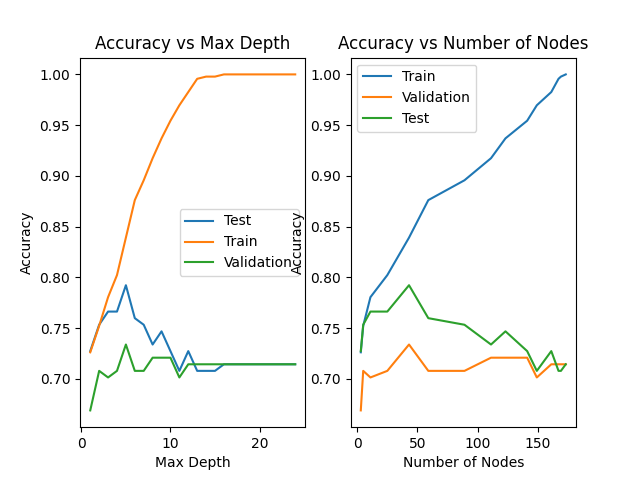 Accuracy vs Max Depth
Accuracy
1.00
0.95
0.90
0.85
0.80
0.75
0.70
Test
Train
Validation
0
10
20
Max Depth
Accuracy vs Number of Nodes
Accuracy
1.00
0.95
0.90
0.85
0.80
0.75
0.70
Train
Validation
Test
0
50
100
150
Number of Nodes